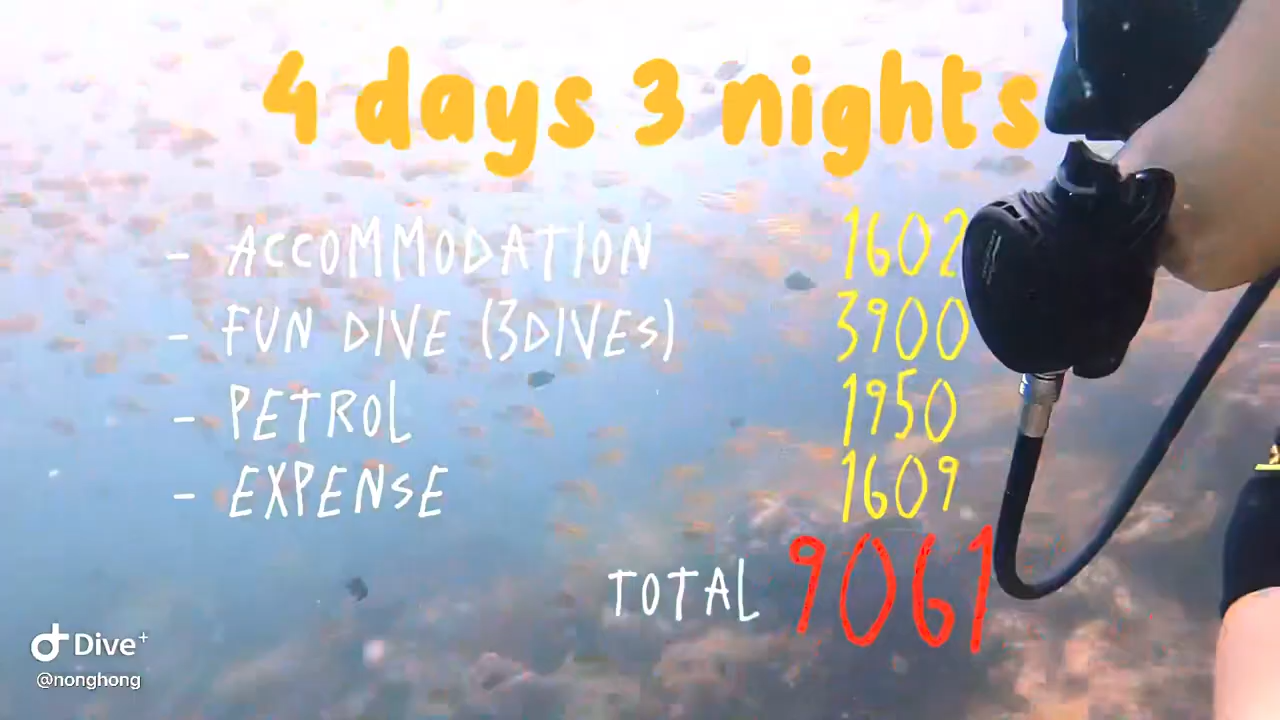 4 days 3 nights
- ACCOMMODATION 1602
- FUN DIVE (3DIVEs) 3900
- PETROL 1950
- EXPENSE 1609
TOTAL 9061
Dive+
@nonghong